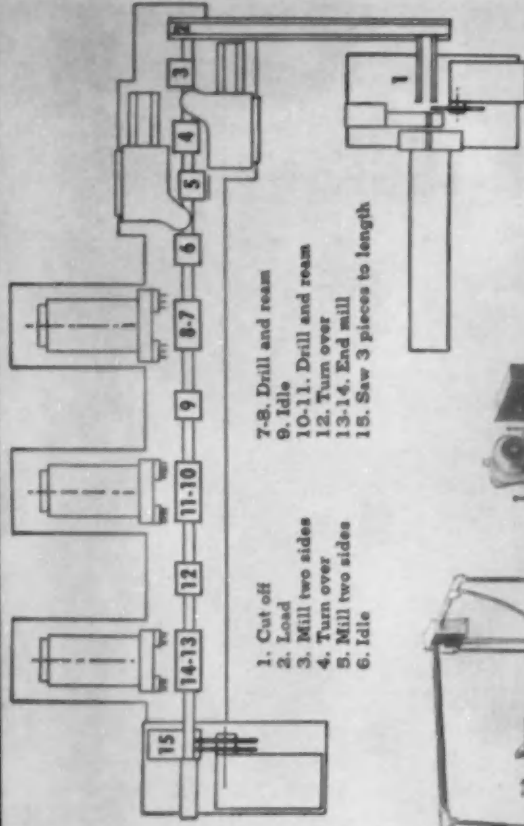 2
3
4
5
6
8-7
9
11-10
12
14-13
15
1
1. Cut off
2. Load
3. Mill two sides
4. Turn over
5. Mill two sides
6. Idle
7-8. Drill and ream
9. Idle
10-11. Drill and ream
12. Turn over
13-14. End mill
15. Saw 3 pieces to length